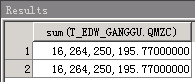 Results
sum(T_EDW_GANGGU.QMZC)
1 16,264,250,195.77000000
2 16,264,250,195.77000000